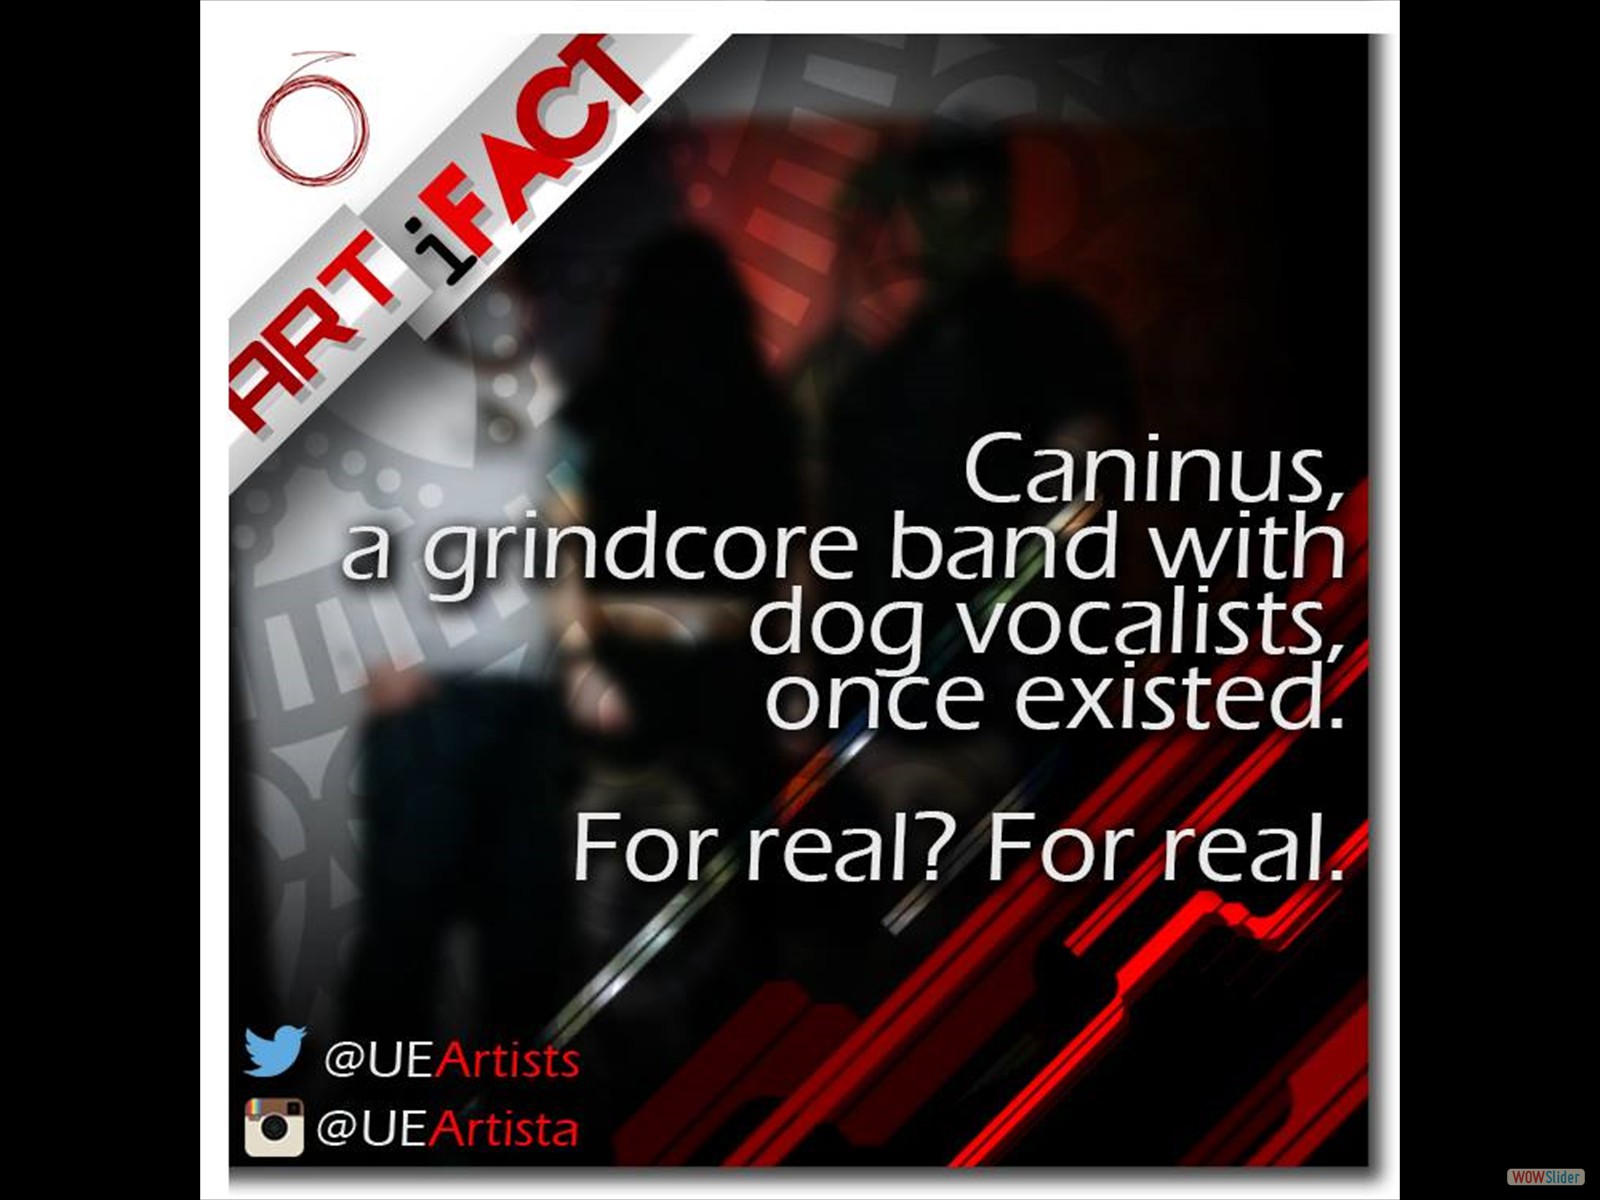 ART iFACT
Caninus,
a grindcore band with
dog vocalists,
once existed.
For real? For real.
@UEArtists
@UEArtista
WOWSlider